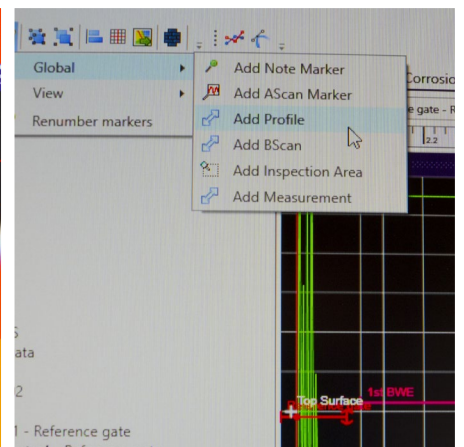 Global
View
Renumber markers
Add Note Marker
Add AScan Marker
Add Profile
Add BScan
Add Inspection Area
Add Measurement
Corrosio
e gate - R
2.2
ata
2
1 - Reference gate
Top Surface
1st BWE